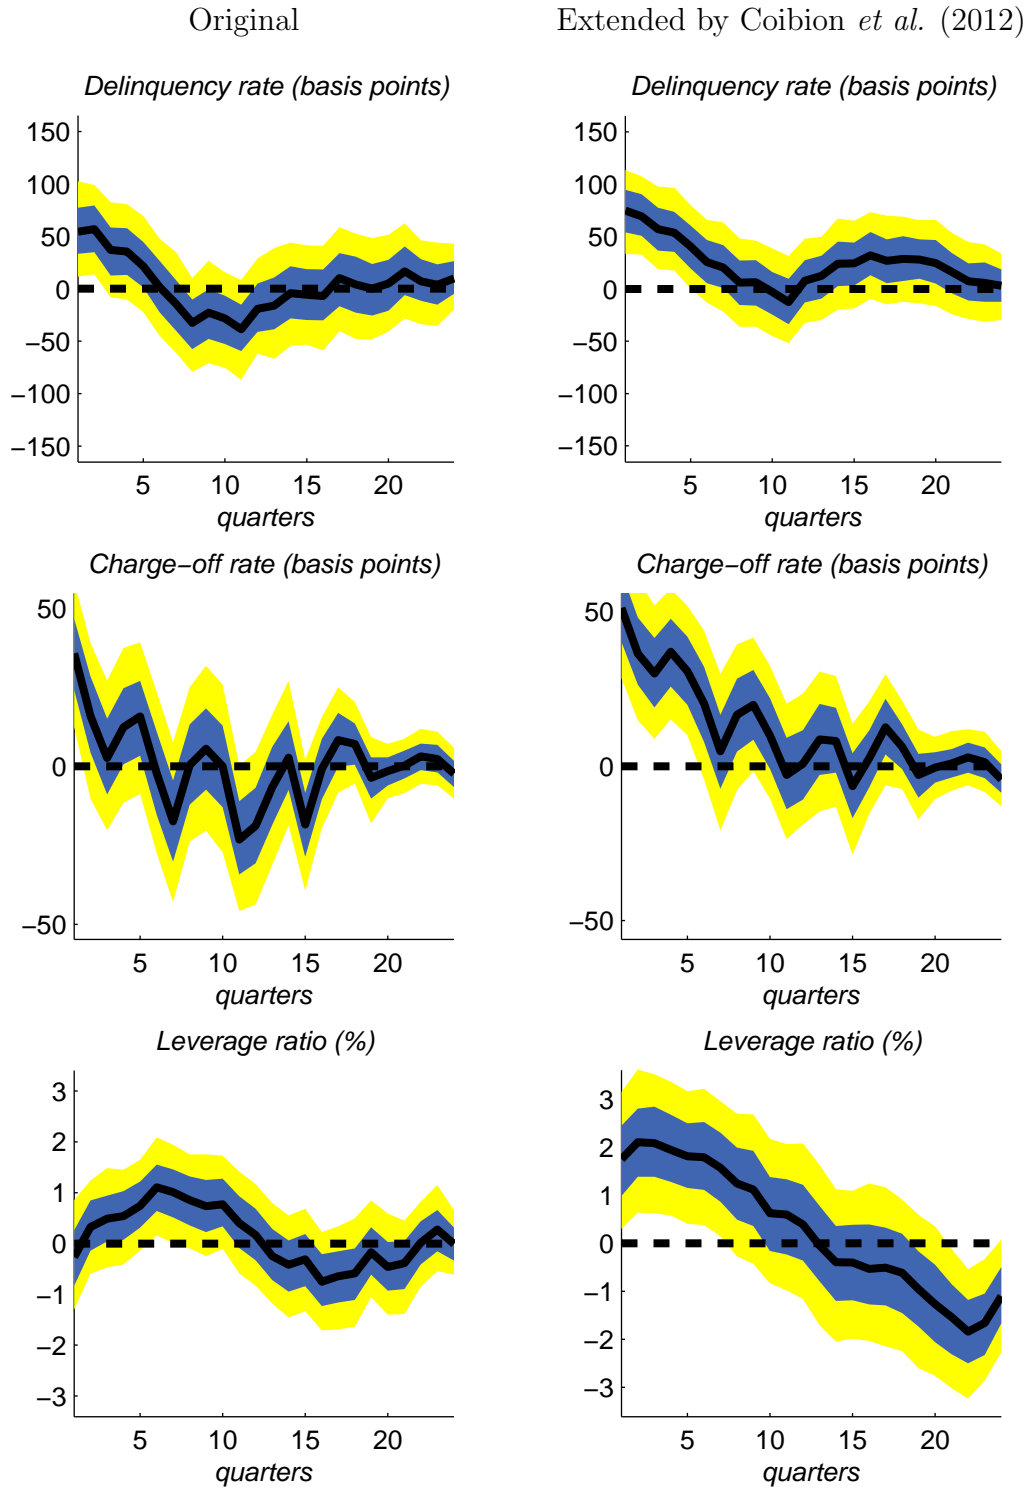 Original Extended by Coibion et al. (2012)
Delinquency rate (basis points) Delinquency rate (basis points)
150 150
100 100
50 50
0 0
−50 −50
−100 −100
−150 −150
5 10 15 20 5 10 15 20
quarters quarters
Charge−off rate (basis points) Charge−off rate (basis points)
50 50
0 0
−50 −50
5 10 15 20 5 10 15 20
quarters quarters
Leverage ratio (%) Leverage ratio (%)
3 3
2 2
1 1
0 0
−1 −1
−2 −2
−3 −3
5 10 15 20 5 10 15 20
quarters quarters